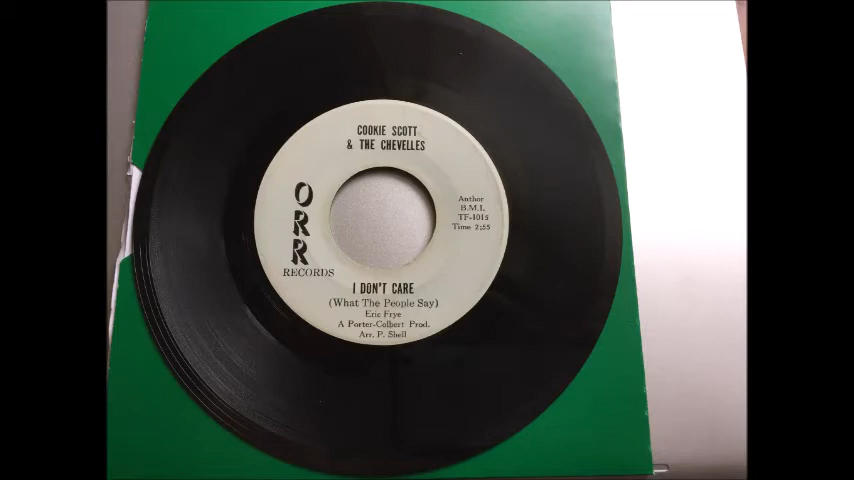 COOKIE SCOTT
& THE CHEVELLES
ORR
RECORDS
Anthor
B.M.I.
TF-1015
Time 2:55
I DON'T CARE
(What The People Say)
Eric Frye
A Porter-Colbert Prod.
Arr. P. Shell